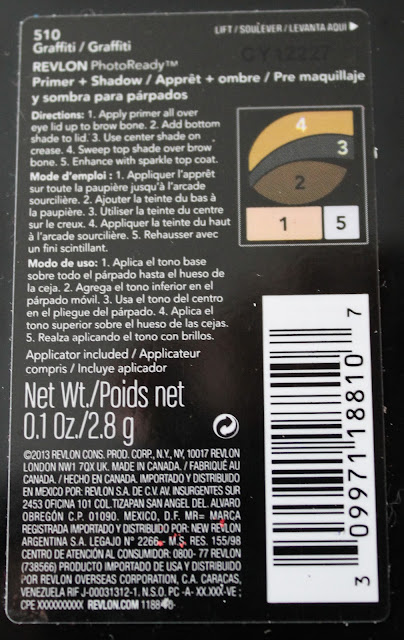 510
Graffiti / Graffiti
LIFT / SOULEVER / LEVANTA AQUÍ
CY12227
REVLON PhotoReady™
Primer + Shadow / Apprêt + ombre / Pre maquillaje
y sombra para párpados
Directions: 1. Apply primer all over
eye lid up to brow bone. 2. Add bottom
shade to lid. 3. Use center shade on
crease. 4. Sweep top shade over brow
bone. 5. Enhance with sparkle top coat.
Mode d'emploi : 1. Appliquer l'apprêt
sur toute la paupière jusqu'à l'arcade
sourcilière. 2. Ajouter la teinte du bas à
la paupière. 3. Utiliser la teinte du centre
sur le creux. 4. Appliquer la teinte du haut
à l'arcade sourcilière. 5. Rehausser avec
un fini scintillant.
Modo de uso: 1. Aplica el tono base
sobre todo el párpado hasta el hueso de
la ceja. 2. Agrega el tono inferior en el
párpado móvil. 3. Usa el tono del centro
en el pliegue del párpado. 4. Aplica el
tono superior sobre el hueso de las cejas.
5. Realza aplicando el tono con brillos.
Applicator included / Applicateur
compris / Incluye aplicador
Net Wt./Poids net
0.1 Oz./2.8 g
4
3
2
1
5
©2013 REVLON CONS. PROD. CORP., N.Y., NY, 10017 REVLON
LONDON NW1 7QX UK. MADE IN CANADA. / FABRIQUÉ AU
CANADA. / HECHO EN CANADA. IMPORTADO Y DISTRIBUIDO
EN MEXICO POR: REVLON S.A. DE C.V. AV. INSURGENTES SUR
2453 OFICINA 101 COL.TIZAPAN SAN ANGEL DEL. ALVARO
OBREGÓN C.P. 01090. MEXICO, D.F. MR= MARCA
REGISTRADA IMPORTADO Y DISTRIBUIDO POR: NEW REVLON
ARGENTINA S.A. LEGAJO N° 2266 - M.S. RES. 155/98
CENTRO DE ATENCIÓN AL CONSUMIDOR: 0800- 77 REVLON
(738566) PRODUCTO IMPORTADO DE USA Y DISTRIBUIDO
POR REVLON OVERSEAS CORPORATION, C.A. CARACAS,
VENEZUELA RIF J-00031312-1. N.S.O. PC -A- XX.XXX-VE ;
CPE XXXXXXXXXX REVLON.COM
3 09971 18810 7